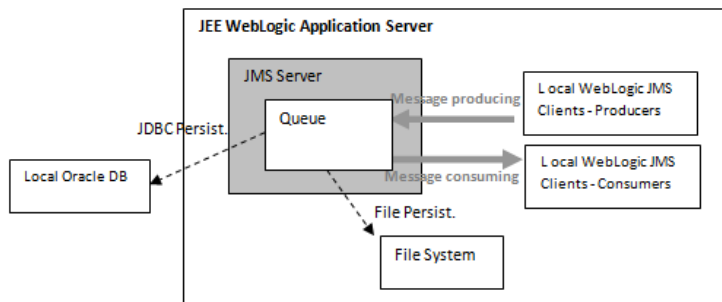 JEE WebLogic Application Server
JMS Server
Message producing
Local WebLogic JMS
Clients - Producers
Queue
JDBC Persist.
Local Oracle DB
Message consuming
Local WebLogic JMS
Clients - Consumers
File Persist.
File System